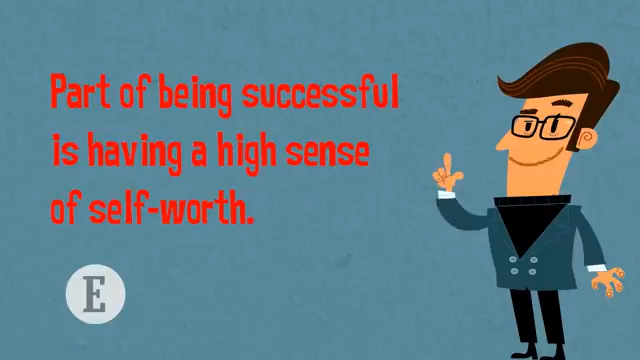 Part of being successful
is having a high sense
of self-worth.
E